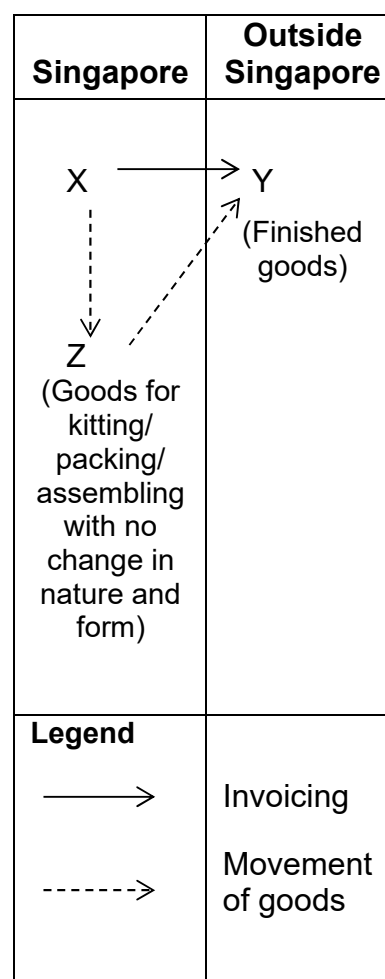 Singapore
Outside
Singapore
X
Y
(Finished
goods)
Z
(Goods for
kitting/
packing/
assembling
with no
change in
nature and
form)
Legend
Invoicing
Movement
of goods